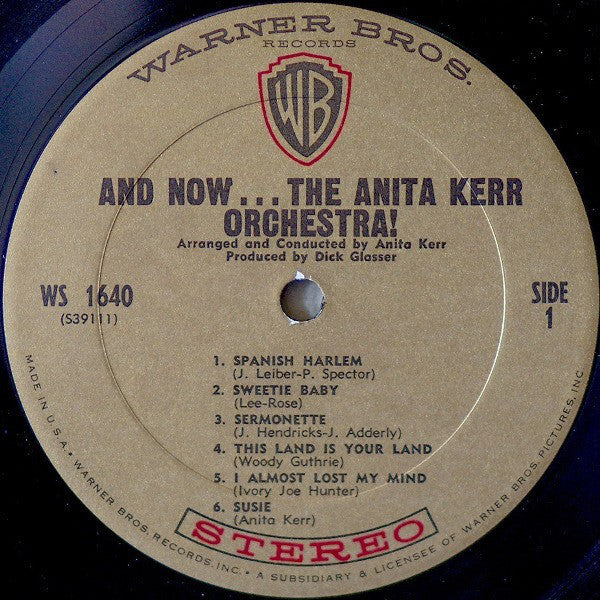 WARNER BROS.
RECORDS
WB
AND NOW...THE ANITA KERR
ORCHESTRA!
Arranged and Conducted by Anita Kerr
Produced by Dick Glasser
WS 1640
(S39111)
SIDE
1
1. SPANISH HARLEM
(J. Leiber-P. Spector)
2. SWEETIE BABY
(Lee-Rose)
3. SERMONETTE
(J. Hendricks-J. Adderly)
4. THIS LAND IS YOUR LAND
(Woody Guthrie)
5. I ALMOST LOST MY MIND
(Ivory Joe Hunter)
6. SUSIE
(Anita Kerr)
STEREO
MADE IN U.S.A. • WARNER BROS. RECORDS, INC. • A SUBSIDIARY & LICENSEE OF WARNER BROS. PICTURES, INC.